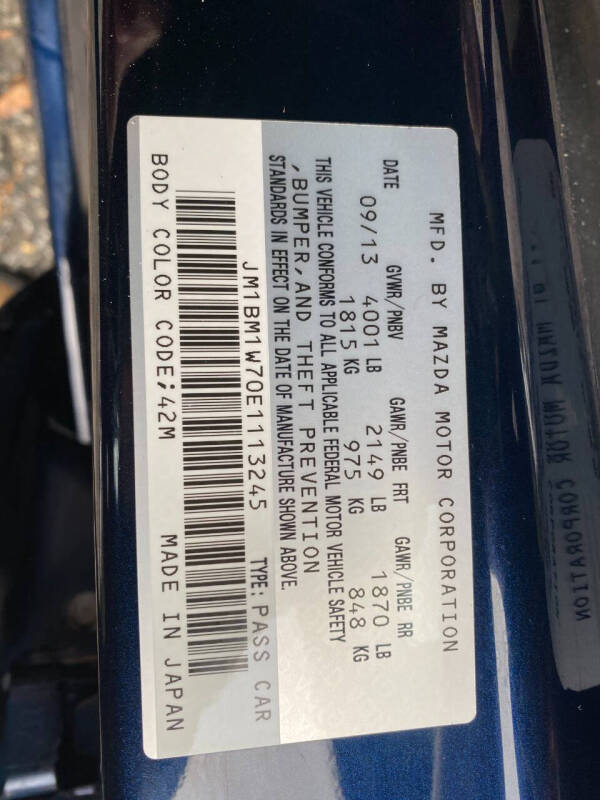 MFD. BY MAZDA MOTOR CORPORATION
DATE GVWR/PNBV GAWR/PNBE FRT GAWR/PNBE RR
09/13 4001 LB 2149 LB 1870 LB
1815 KG 975 KG 848 KG
THIS VEHICLE CONFORMS TO ALL APPLICABLE FEDERAL MOTOR VEHICLE SAFETY
, BUMPER, AND THEFT PREVENTION
STANDARDS IN EFFECT ON THE DATE OF MANUFACTURE SHOWN ABOVE.
JM1BM1W70E1113245 TYPE: PASS CAR
BODY COLOR CODE;42M MADE IN JAPAN